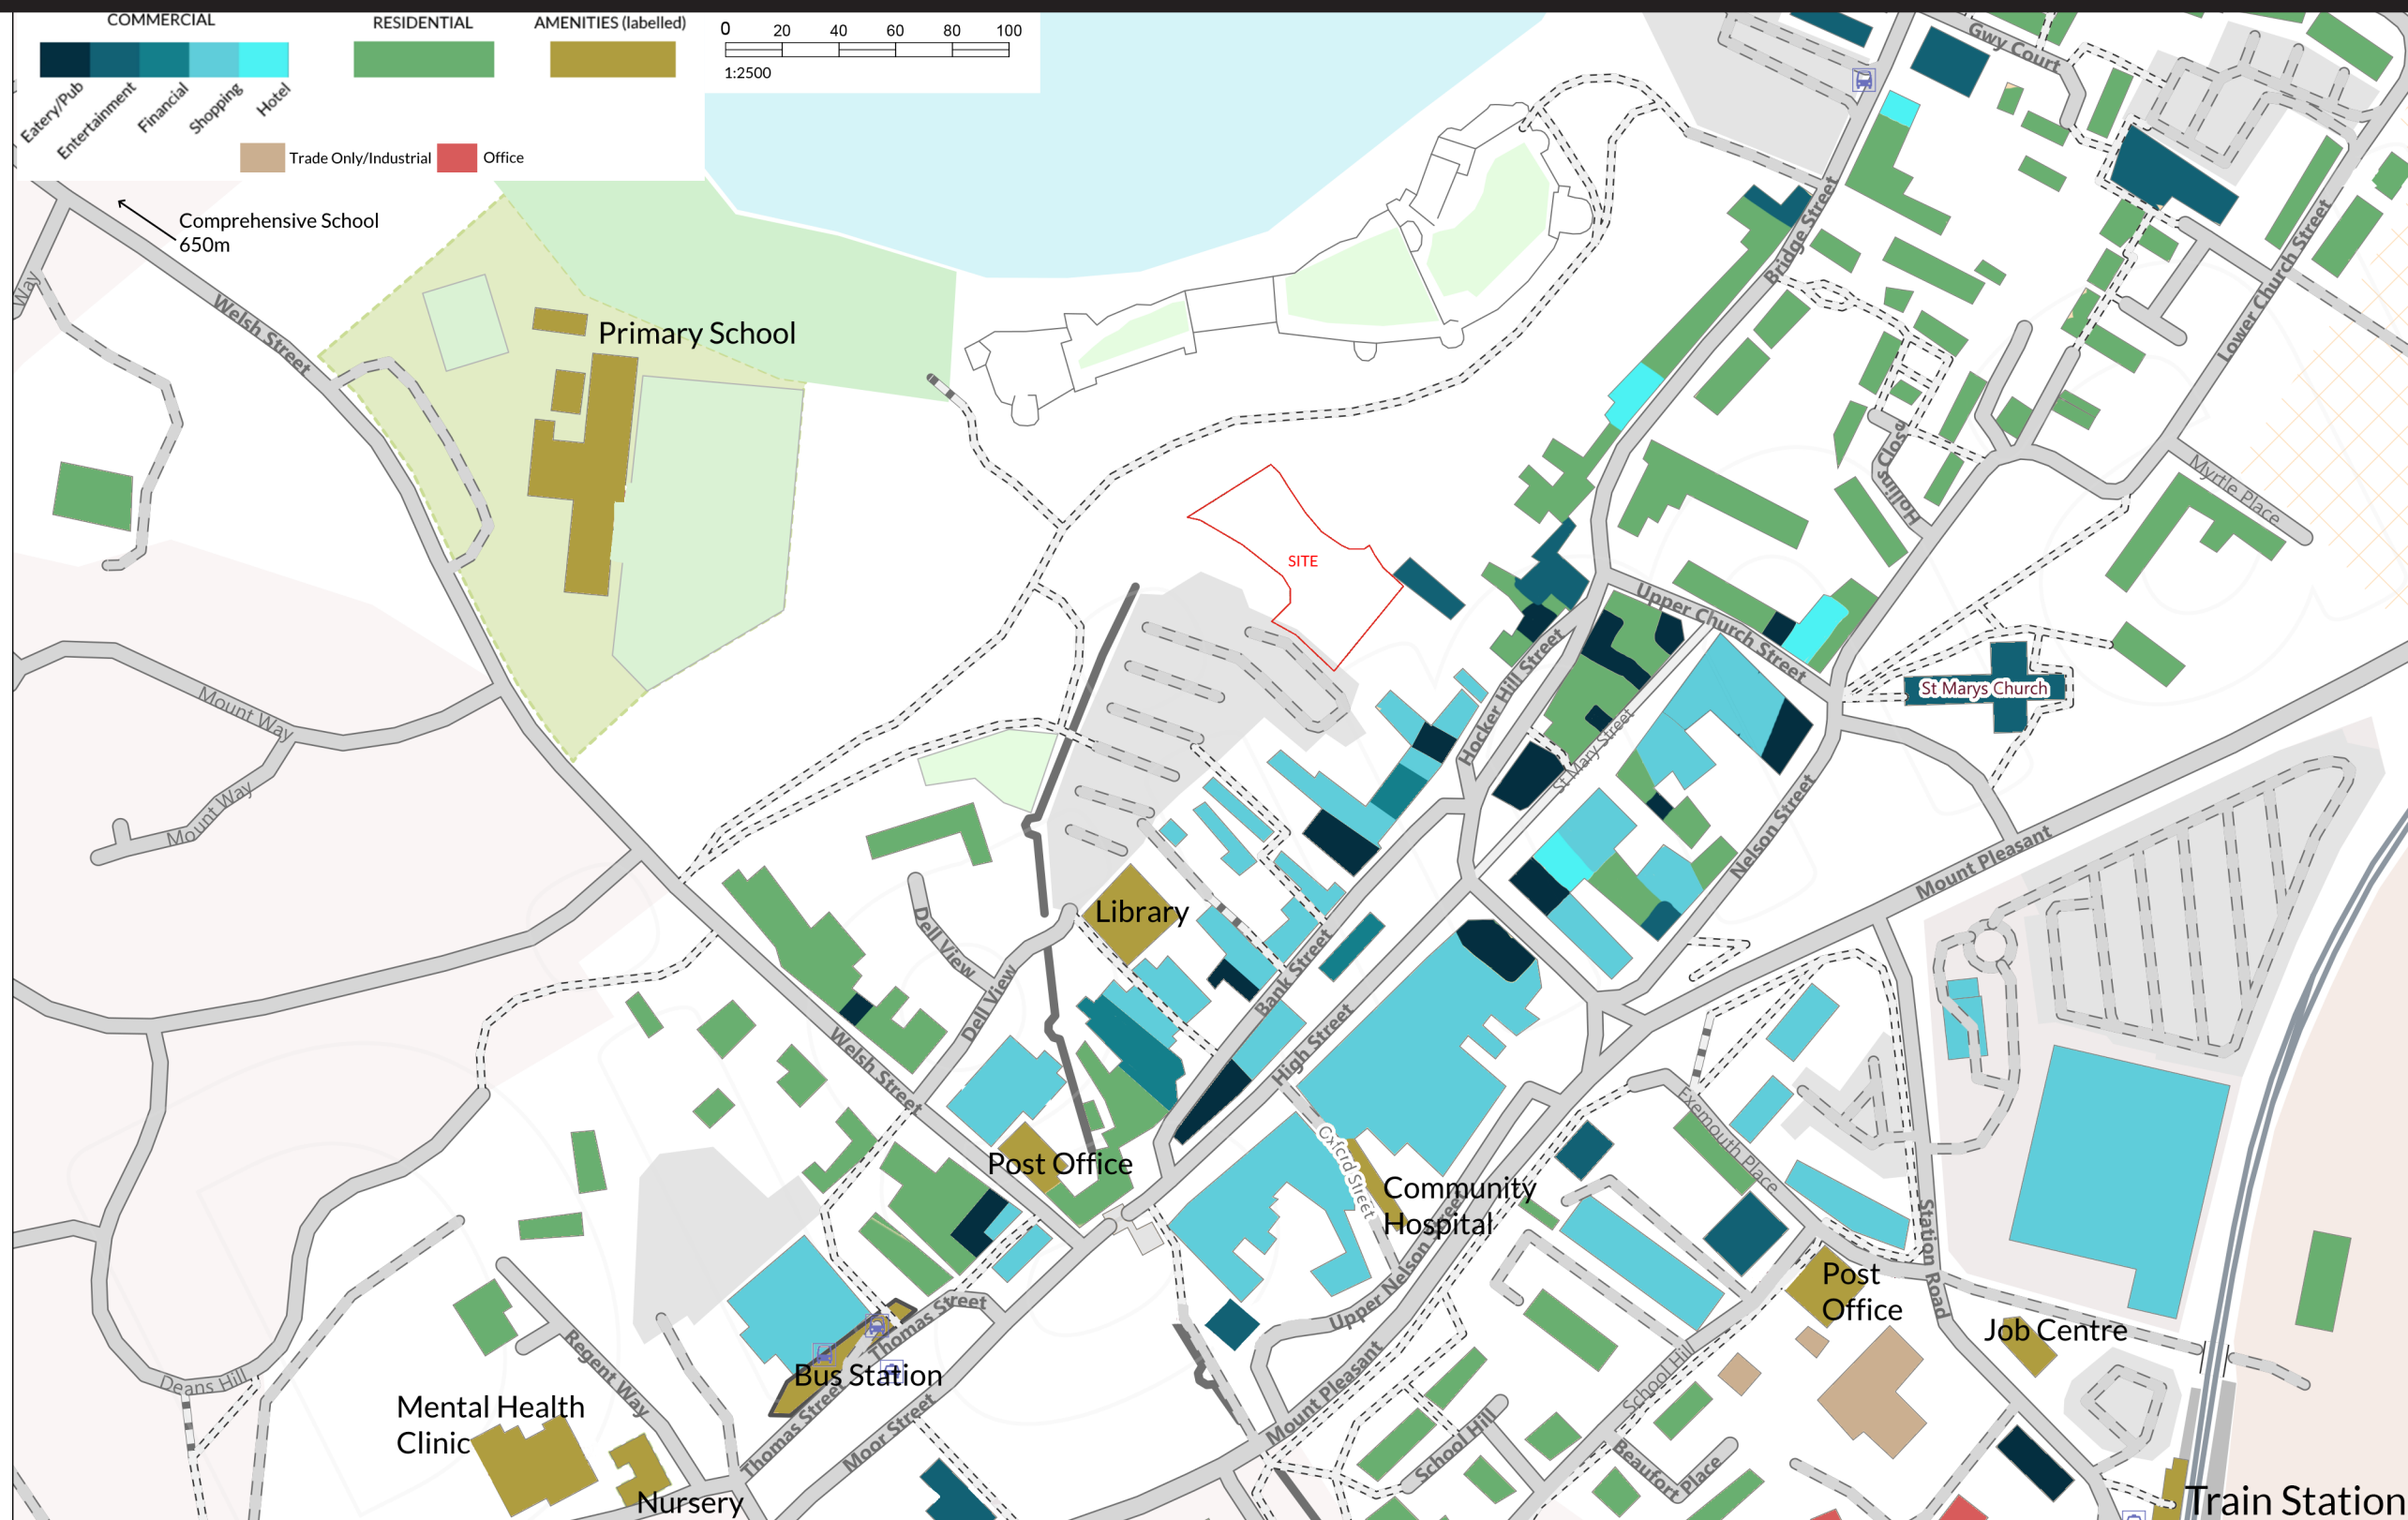 COMMERCIAL
RESIDENTIAL
AMENITIES (labelled)
0 20 40 60 80 100
1:2500
Eatery/Pub
Entertainment
Financial
Shopping
Hotel
Trade Only/Industrial
Office
Gwy Court
Comprehensive School
650m
Way
Welsh Street
Primary School
Bridge Street
Lower Church Street
Hollins Close
Myrtle Place
SITE
Upper Church Street
Hocker Hill Street
St Marys Church
St Mary Street
Mount Way
Mount Way
Nelson Street
Mount Pleasant
Library
Dell View
Dell View
Bank Street
High Street
Welsh Street
Exemouth Place
Post Office
Oxford Street
Community
Hospital
Upper Nelson Street
Station Road
Post
Office
Job Centre
Thomas Street
Bus Station
Thomas Street
Moor Street
Mount Pleasant
School Hill
School Hill
Beaufort Place
Regent Way
Deans Hill
Mental Health
Clinic
Nursery
Train Station